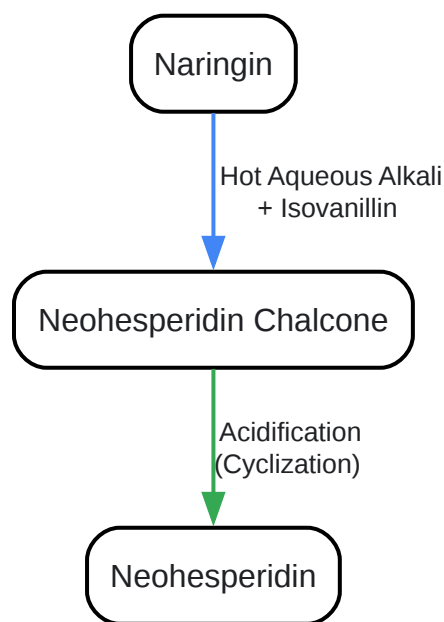 Naringin
Hot Aqueous Alkali
+ Isovanillin
Neohesperidin Chalcone
Acidification
(Cyclization)
Neohesperidin